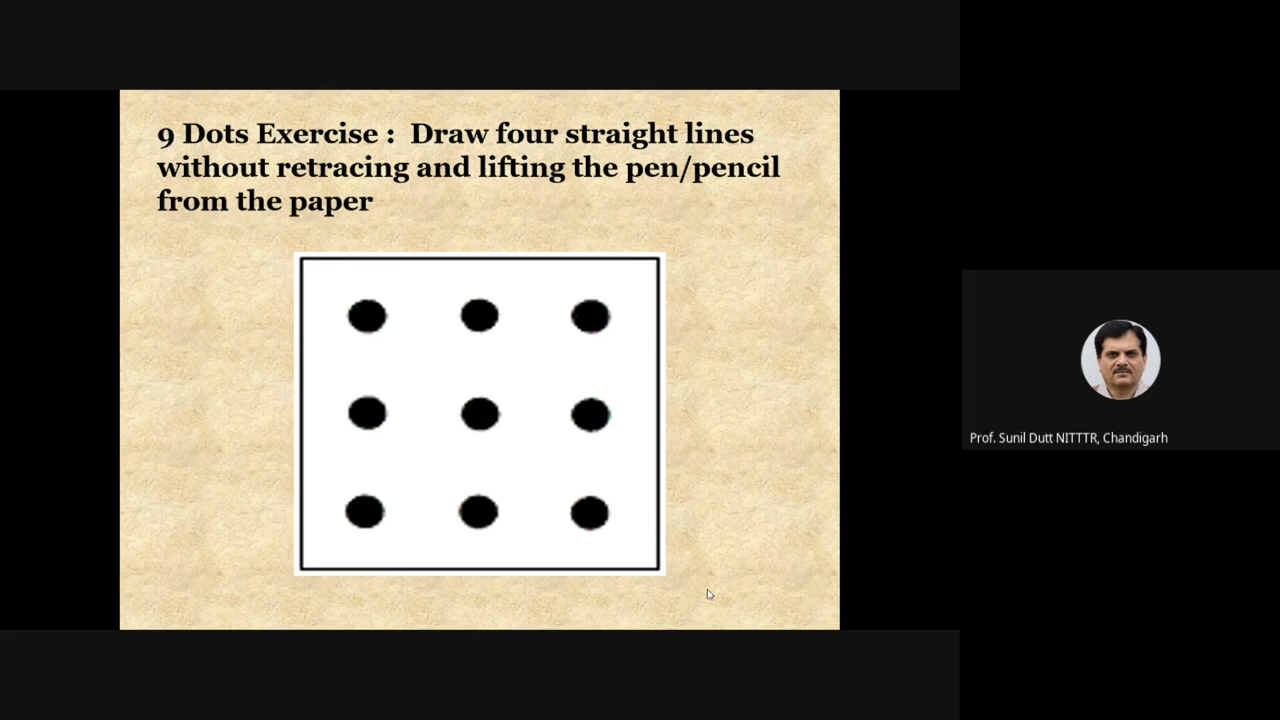 9 Dots Exercise : Draw four straight lines
without retracing and lifting the pen/pencil
from the paper
Prof. Sunil Dutt NITTTR, Chandigarh